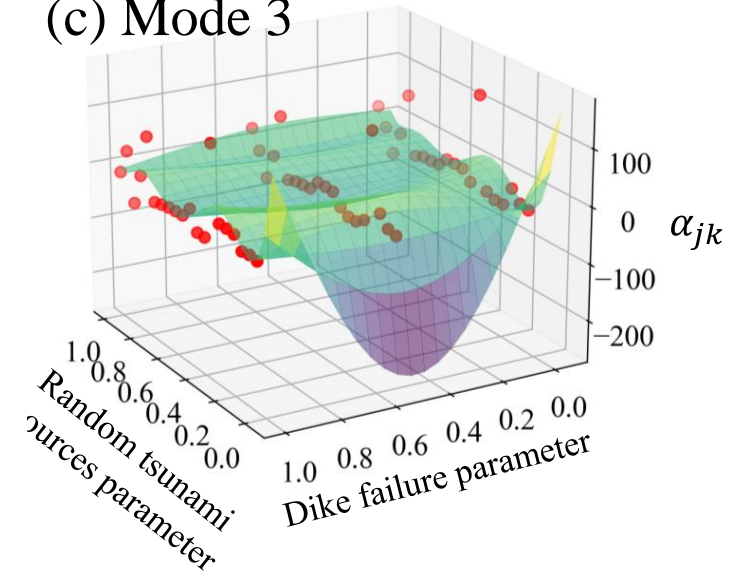 (c) Mode 3
100
0
−100
−200
α_jk
1.0
0.8
0.6
0.4
0.2
0.0
Random tsunami
ources parameter
1.0 0.8 0.6 0.4 0.2 0.0
Dike failure parameter